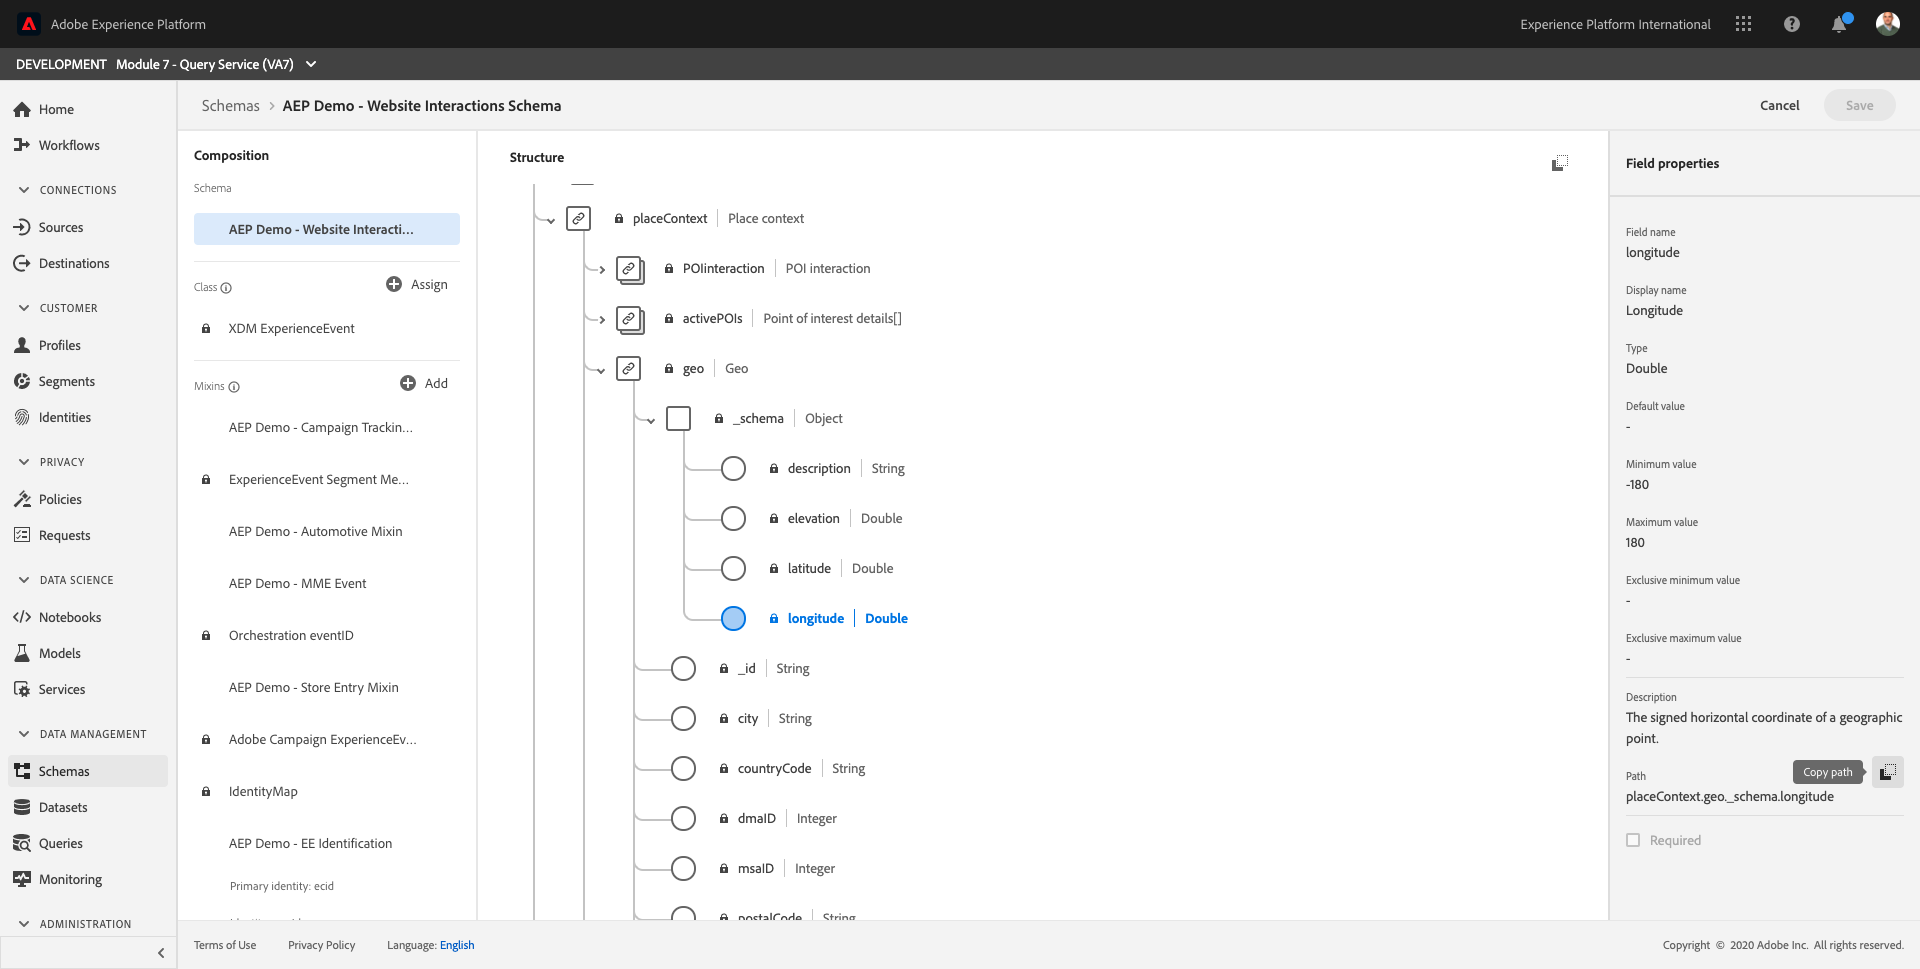 Adobe Experience Platform
Experience Platform International
DEVELOPMENT Module 7 - Query Service (VA7)
Home
Workflows
CONNECTIONS
Sources
Destinations
CUSTOMER
Profiles
Segments
Identities
PRIVACY
Policies
Requests
DATA SCIENCE
Notebooks
Models
Services
DATA MANAGEMENT
Schemas
Datasets
Queries
Monitoring
ADMINISTRATION
Schemas > AEP Demo - Website Interactions Schema
Cancel
Save
Composition
Schema
AEP Demo - Website Interacti...
Class
Assign
XDM ExperienceEvent
Mixins
Add
AEP Demo - Campaign Trackin...
ExperienceEvent Segment Me...
AEP Demo - Automotive Mixin
AEP Demo - MME Event
Orchestration eventID
AEP Demo - Store Entry Mixin
Adobe Campaign ExperienceEv...
IdentityMap
AEP Demo - EE Identification
Primary identity: ecid
Structure
placeContext | Place context
POIinteraction | POI interaction
activePOIs | Point of interest details[]
geo | Geo
_schema | Object
description | String
elevation | Double
latitude | Double
longitude | Double
_id | String
city | String
countryCode | String
dmaID | Integer
msaID | Integer
postalCode | String
Field properties
Field name
longitude
Display name
Longitude
Type
Double
Default value
-
Minimum value
-180
Maximum value
180
Exclusive minimum value
-
Exclusive maximum value
-
Description
The signed horizontal coordinate of a geographic
point.
Path
Copy path
placeContext.geo._schema.longitude
Required
Terms of Use
Privacy Policy
Language: English
Copyright © 2020 Adobe Inc. All rights reserved.